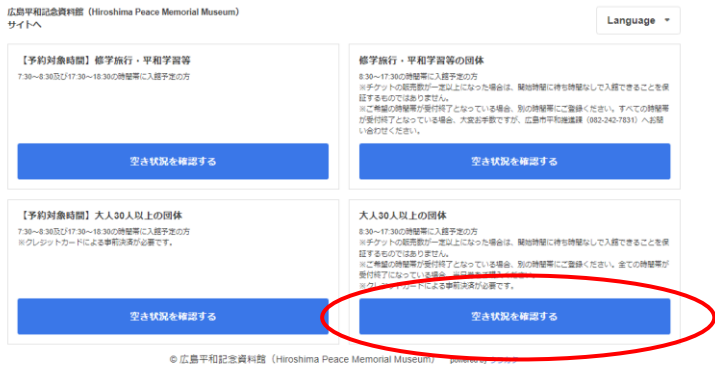 広島平和記念資料館（Hiroshima Peace Memorial Museum）
サイトへ
Language
【予約対象時間】修学旅行・平和学習等
7:30～8:30及び17:30～18:30の時間帯に入館予定の方
空き状況を確認する
修学旅行・平和学習等の団体
8:30～17:30の時間帯に入館予定の方
※チケットの販売数が一定以上になった場合は、開始時間に待ち時間なしで入館できることを保
証するものではありません。
※ご希望の時間帯が受付終了となっている場合、別の時間帯にご登録ください。すべての時間帯
が受付終了となっている場合、大変お手数ですが、広島市平和推進課（082-242-7831）へお問
い合わせください。
空き状況を確認する
【予約対象時間】大人30人以上の団体
7:30～8:30及び17:30～18:30の時間帯に入館予定の方
※クレジットカードによる事前決済が必要です。
空き状況を確認する
大人30人以上の団体
8:30～17:30の時間帯に入館予定の方
※チケットの販売数が一定以上になった場合は、開始時間に待ち時間なしで入館できることを保
証するものではありません。
※ご希望の時間帯が受付終了となっている場合、別の時間帯にご登録ください。全ての時間帯が
受付終了になっている場合、
※クレジットカードによる事前決済が必要です。
空き状況を確認する
© 広島平和記念資料館（Hiroshima Peace Memorial Museum） powered by